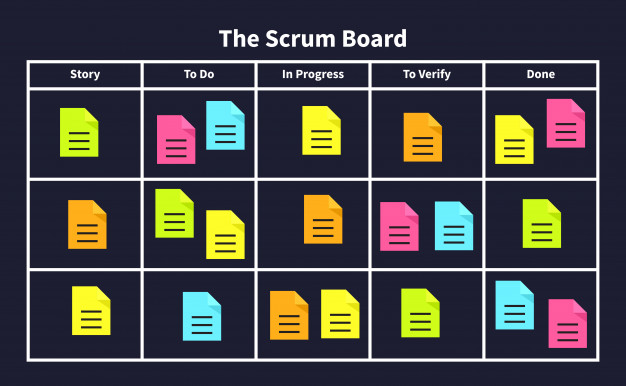 The Scrum Board
Story To Do In Progress To Verify Done